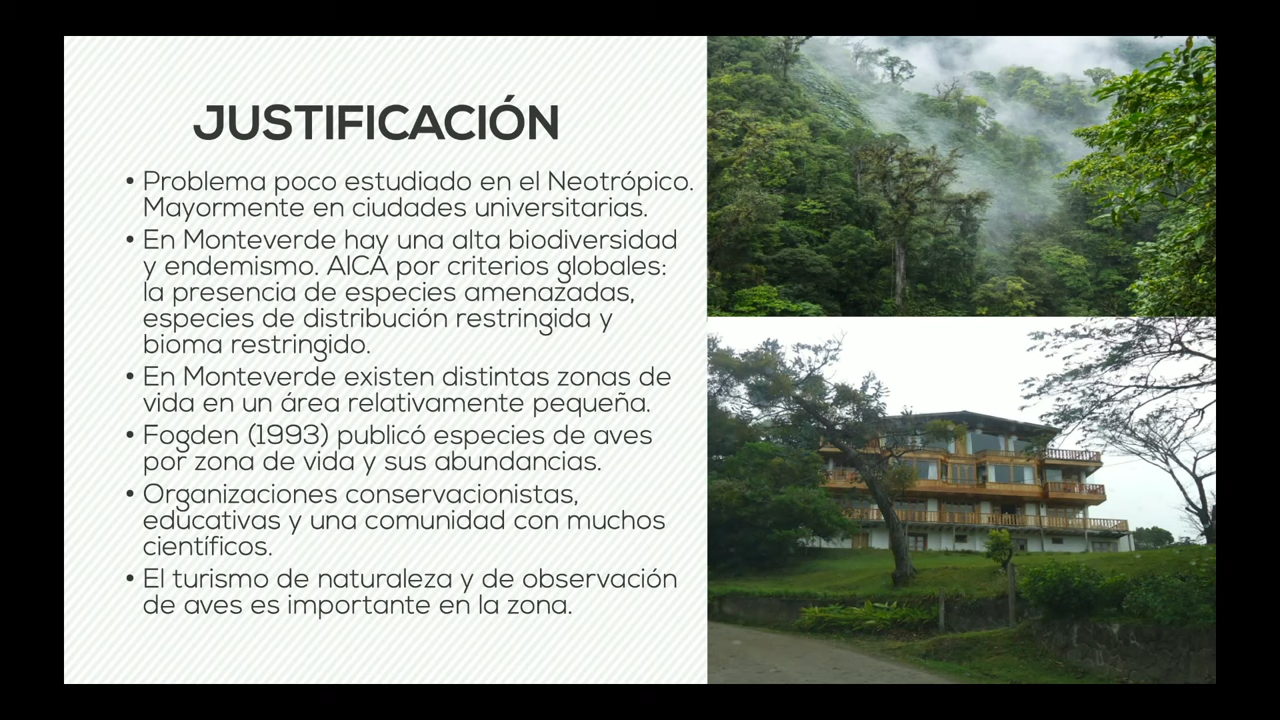 JUSTIFICACIÓN
• Problema poco estudiado en el Neotrópico.
Mayormente en ciudades universitarias.
• En Monteverde hay una alta biodiversidad
y endemismo. AICA por criterios globales:
la presencia de especies amenazadas,
especies de distribución restringida y
bioma restringido.
• En Monteverde existen distintas zonas de
vida en un área relativamente pequeña.
• Fogden (1993) publicó especies de aves
por zona de vida y sus abundancias.
• Organizaciones conservacionistas,
educativas y una comunidad con muchos
científicos.
• El turismo de naturaleza y de observación
de aves es importante en la zona.